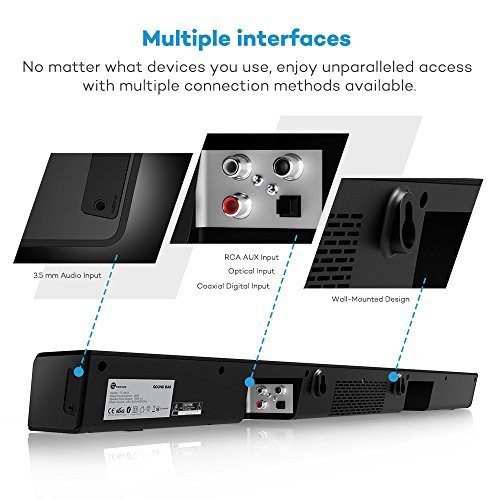 Multiple interfaces
No matter what devices you use, enjoy unparalleled access
with multiple connection methods available.
3.5 mm Audio Input
RCA AUX Input
Optical Input
Coaxial Digital Input
Wall-Mounted Design
SOUND BAR